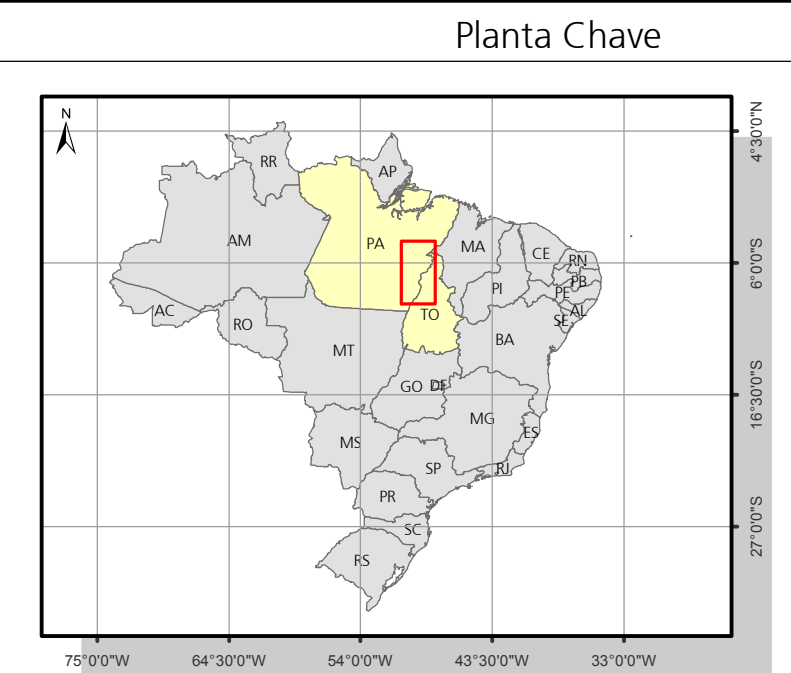 Planta Chave
N
4°30'0"N
RR
AP
AM
PA
MA
CE
RN
6°0'0"S
PB
PI
PE
AC
AL
TO
SE
RO
BA
MT
GO
DF
16°30'0"S
MG
ES
MS
SP
RJ
PR
SC
27°0'0"S
RS
75°0'0"W 64°30'0"W 54°0'0"W 43°30'0"W 33°0'0"W